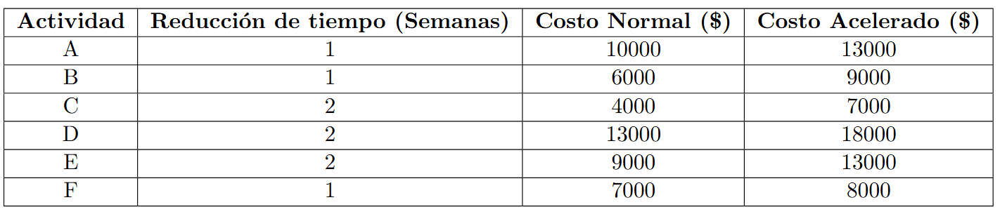 Actividad Reducción de tiempo (Semanas) Costo Normal ($) Costo Acelerado ($)
A 1 10000 13000
B 1 6000 9000
C 2 4000 7000
D 2 13000 18000
E 2 9000 13000
F 1 7000 8000